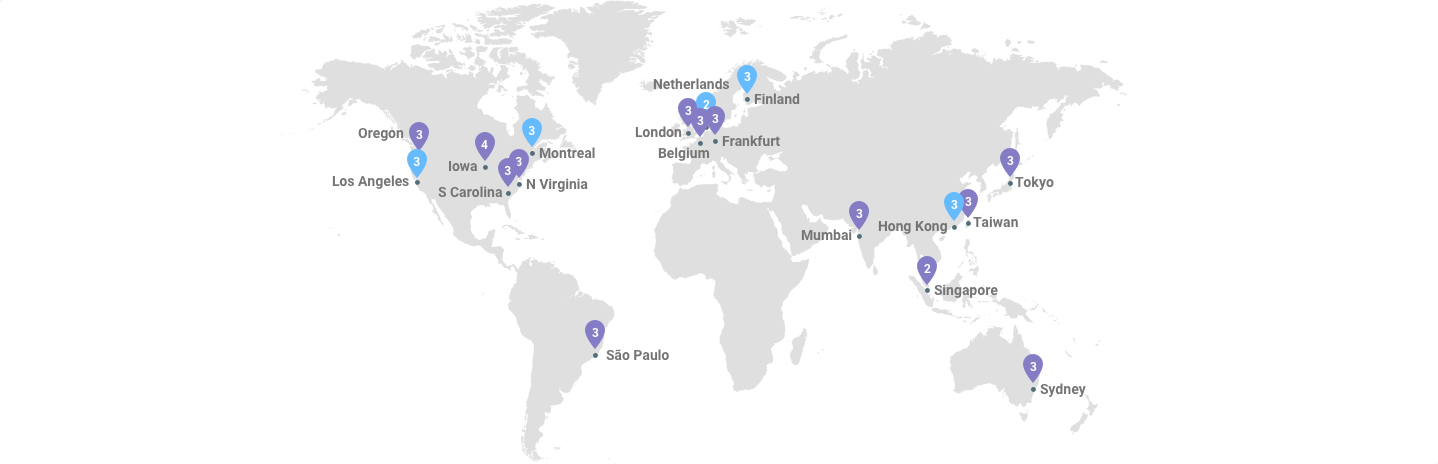 3
Netherlands
Finland
2
3
3
3
London
Frankfurt
Belgium
3
Oregon
3
Montreal
4
Iowa
3
Los Angeles
3
3
N Virginia
S Carolina
3
Tokyo
3
Mumbai
3
3
Hong Kong
Taiwan
2
Singapore
3
São Paulo
3
Sydney